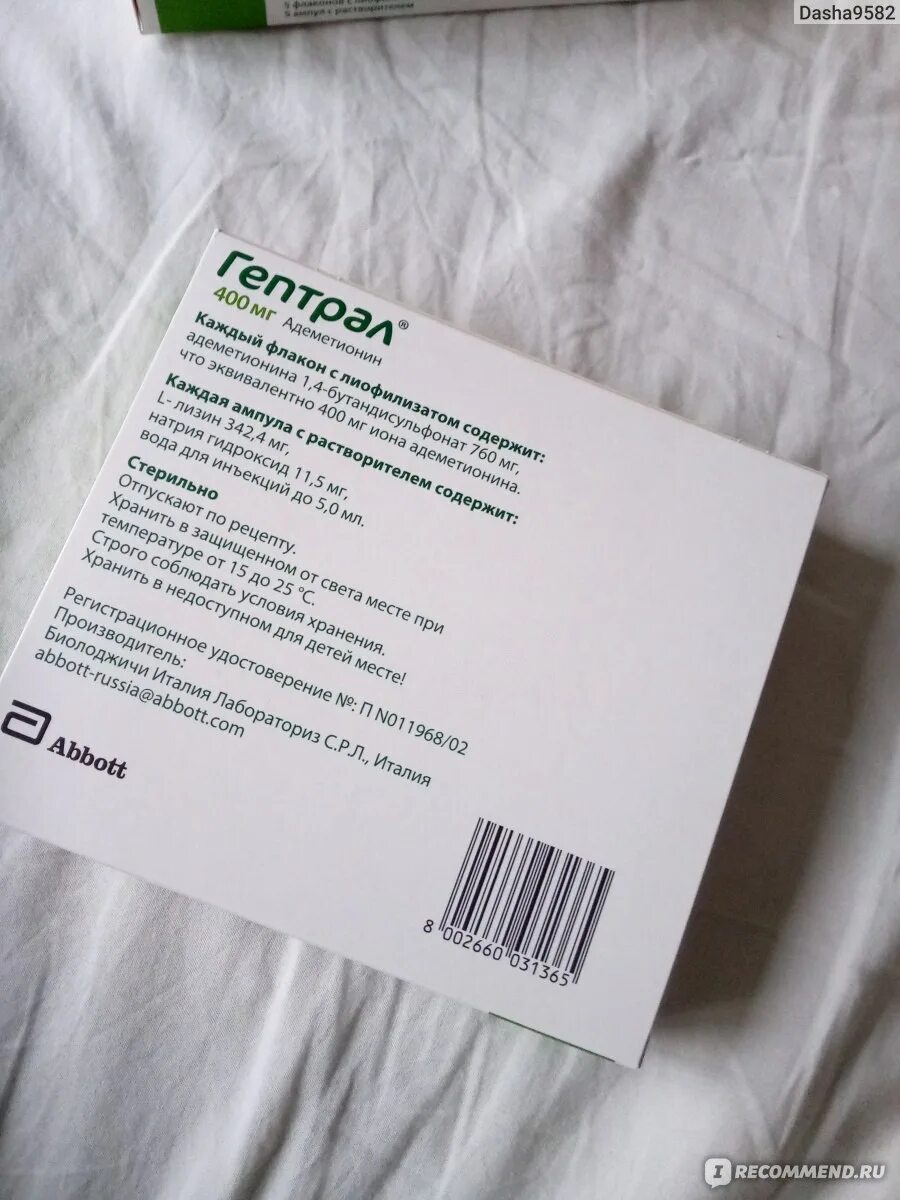 5 ампул с растворителем
Dasha9582
Гептрал®
400 мг Адеметионин
Каждый флакон с лиофилизатом содержит:
адеметионина 1,4-бутандисульфонат 760 мг,
что эквивалентно 400 мг иона адеметионина.
Каждая ампула с растворителем содержит:
L- лизин 342,4 мг,
натрия гидроксид 11,5 мг,
вода для инъекций до 5,0 мл.
Стерильно
Отпускают по рецепту.
Хранить в защищенном от света месте при
температуре от 15 до 25 °C.
Строго соблюдать условия хранения.
Хранить в недоступном для детей месте!
Регистрационное удостоверение №: П N011968/02
Производитель:
Биолоджичи Италия Лабораториз С.Р.Л., Италия
abbott-russia@abbott.com
Abbott
8 002660 031365
I RECOMMEND.RU